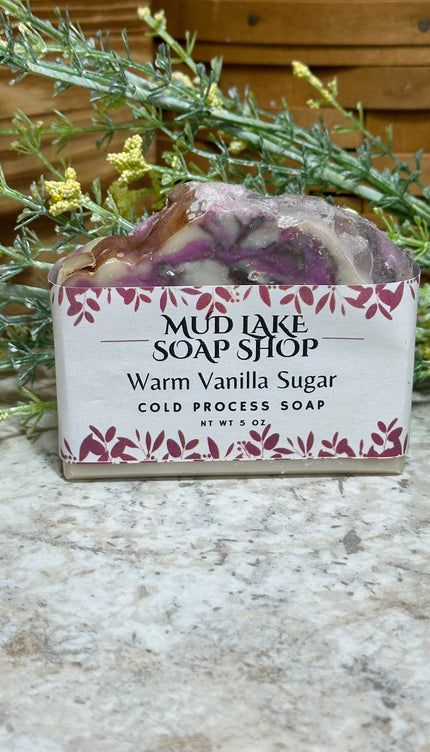 MUD LAKE
SOAP SHOP
Warm Vanilla Sugar
COLD PROCESS SOAP
NT WT 5 OZ